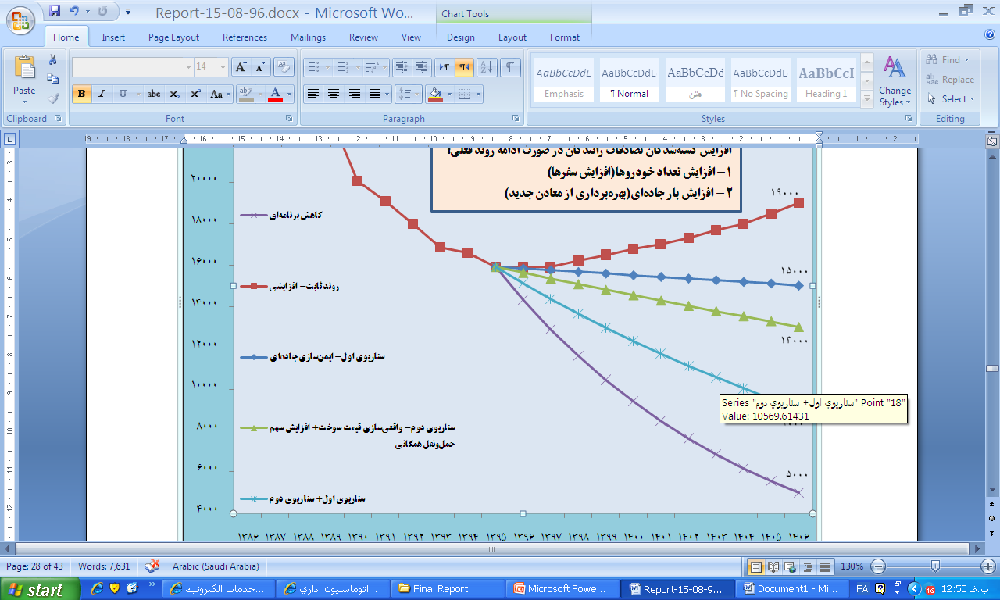 Report-15-08-96.docx - Microsoft Wo...
Chart Tools
Home Insert Page Layout References Mailings Review View Design Layout Format
Paste
14
Clipboard
Font
Paragraph
AaBbCcDdE
Emphasis
AaBbCcDdE
¶ Normal
AaBbCcDc
متن
AaBbCcDdE
¶ No Spacing
AaBbCcI
Heading 1
Change Styles
Styles
Find
Replace
Select
Editing
19 18 17 16 15 14 13 12 11 10 9 8 7 6 5 4 3 2 1 1 2
افزایش کشته‌شدگان تصادفات رانندگان در صورت ادامه روند فعلی:
۱- افزایش تعداد خودروها(افزایش سفرها)
۲- افزایش بار جاده‌ای(بهره‌برداری از معادن جدید)
۲۰۰۰۰
۱۸۰۰۰
۱۶۰۰۰
۱۴۰۰۰
۱۲۰۰۰
۱۰۰۰۰
۸۰۰۰
۶۰۰۰
۴۰۰۰
کاهش برنامه‌ای
روند ثابت- افزایشی
سناریوی اول- ایمن‌سازی جاده‌ای
سناریوی دوم- واقعی‌سازی قیمت سوخت+ افزایش سهم
حمل‌ونقل همگانی
سناریوی اول+ سناریوی دوم
۱۹۰۰۰
۱۵۰۰۰
۱۳۰۰۰
۵۰۰۰
Series "سناريوي اول+ سناريوي دوم" Point "18"
Value: 10569.61431
۱۳۸۶ ۱۳۸۷ ۱۳۸۸ ۱۳۸۹ ۱۳۹۰ ۱۳۹۱ ۱۳۹۲ ۱۳۹۳ ۱۳۹۴ ۱۳۹۵ ۱۳۹۶ ۱۳۹۷ ۱۳۹۸ ۱۳۹۹ ۱۴۰۰ ۱۴۰۱ ۱۴۰۲ ۱۴۰۳ ۱۴۰۴ ۱۴۰۵ ۱۴۰۶
Page: 28 of 43 Words: 7,631 Arabic (Saudi Arabia) 130%
start
خدمات الکترونيك...
اتوماسيون اداري...
Final Report
Microsoft Powe...
Report-15-08-9...
Document1 - Mi...
FA
16
12:50 ب.ظ